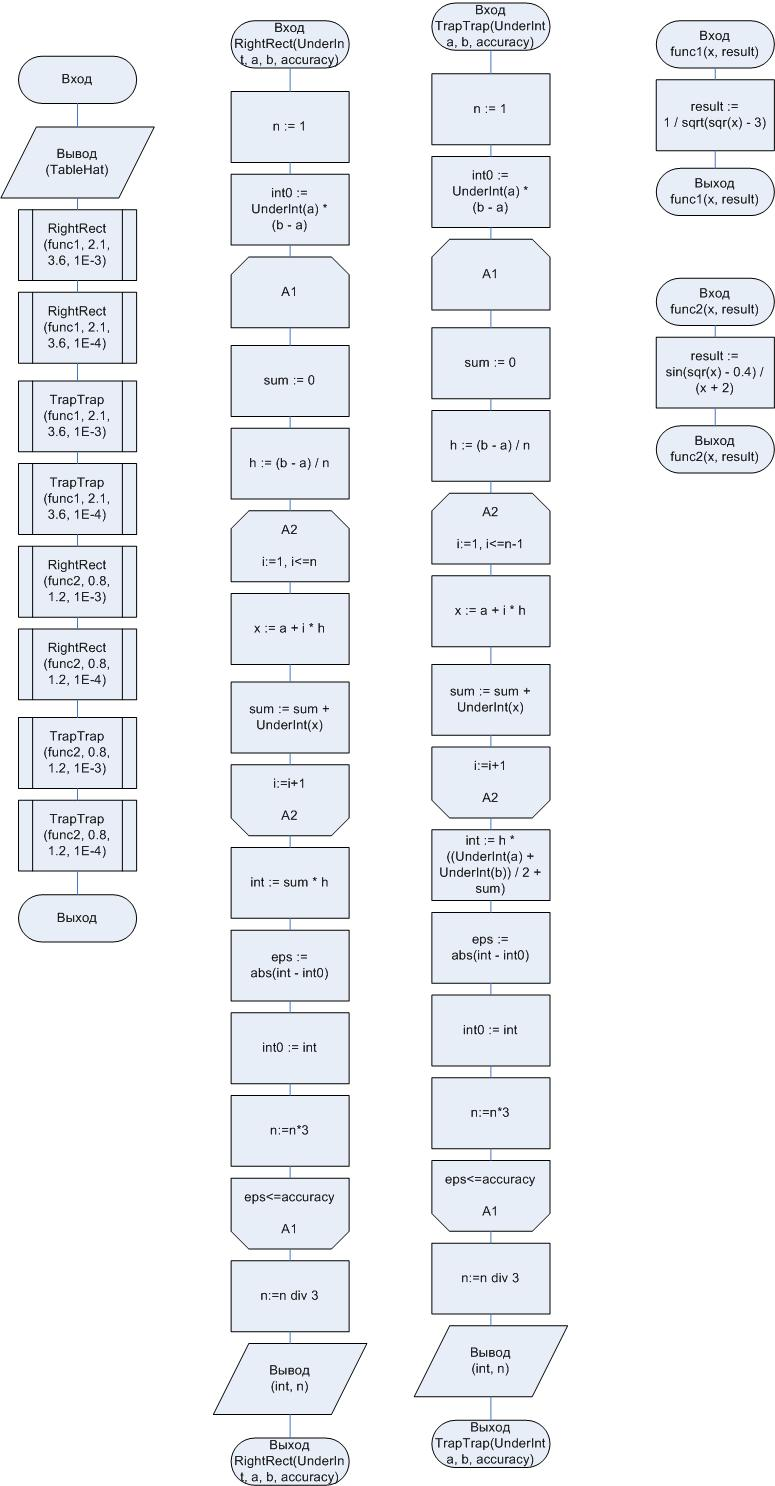 Вход
Вывод
(TableHat)
RightRect
(func1, 2.1,
3.6, 1E-3)
RightRect
(func1, 2.1,
3.6, 1E-4)
TrapTrap
(func1, 2.1,
3.6, 1E-3)
TrapTrap
(func1, 2.1,
3.6, 1E-4)
RightRect
(func2, 0.8,
1.2, 1E-3)
RightRect
(func2, 0.8,
1.2, 1E-4)
TrapTrap
(func2, 0.8,
1.2, 1E-3)
TrapTrap
(func2, 0.8,
1.2, 1E-4)
Выход
Вход
RightRect(UnderIn
t, a, b, accuracy)
n := 1
int0 :=
UnderInt(a) *
(b - a)
A1
sum := 0
h := (b - a) / n
A2
i:=1, i<=n
x := a + i * h
sum := sum +
UnderInt(x)
i:=i+1
A2
int := sum * h
eps :=
abs(int - int0)
int0 := int
n:=n*3
eps<=accuracy
A1
n:=n div 3
Вывод
(int, n)
Выход
RightRect(UnderIn
t, a, b, accuracy)
Вход
TrapTrap(UnderInt
a, b, accuracy)
n := 1
int0 :=
UnderInt(a) *
(b - a)
A1
sum := 0
h := (b - a) / n
A2
i:=1, i<=n-1
x := a + i * h
sum := sum +
UnderInt(x)
i:=i+1
A2
int := h *
((UnderInt(a) +
UnderInt(b)) / 2 +
sum)
eps :=
abs(int - int0)
int0 := int
n:=n*3
eps<=accuracy
A1
n:=n div 3
Вывод
(int, n)
Выход
TrapTrap(UnderInt
a, b, accuracy)
Вход
func1(x, result)
result :=
1 / sqrt(sqr(x) - 3)
Выход
func1(x, result)
Вход
func2(x, result)
result :=
sin(sqr(x) - 0.4) /
(x + 2)
Выход
func2(x, result)